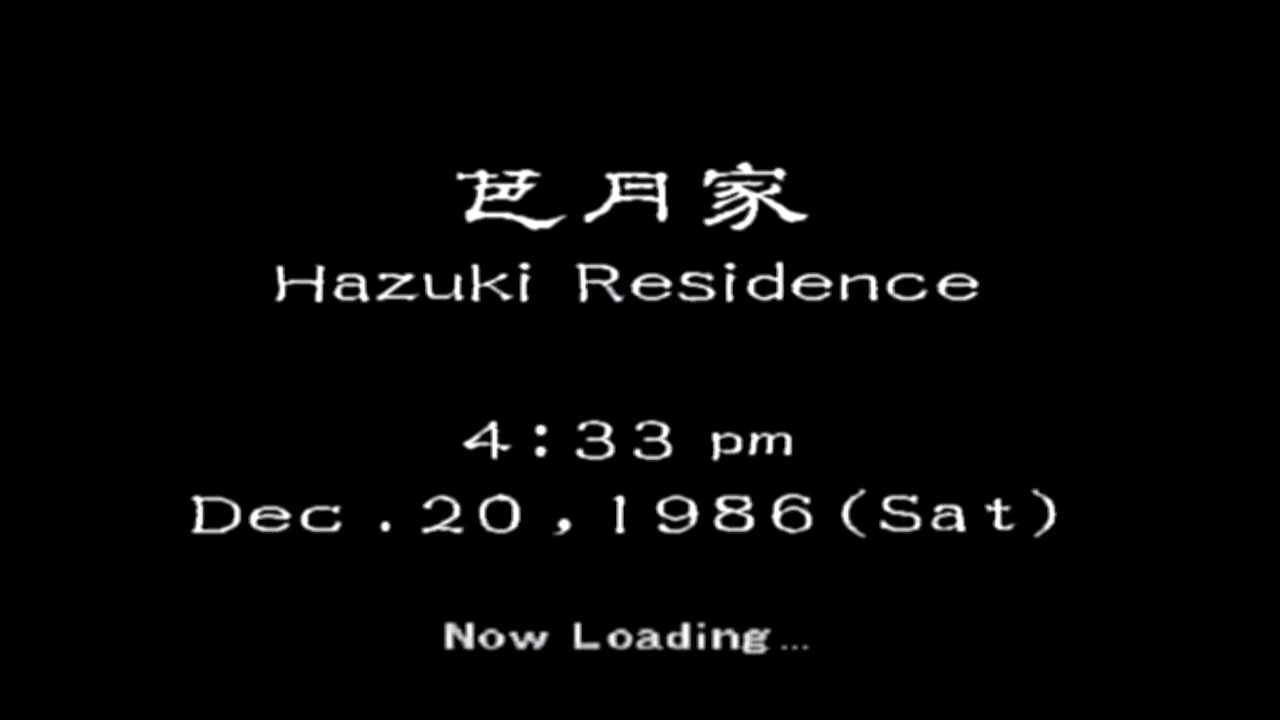 芭月家
Hazuki Residence
4:33 pm
Dec.20,1986(Sat)
Now Loading...